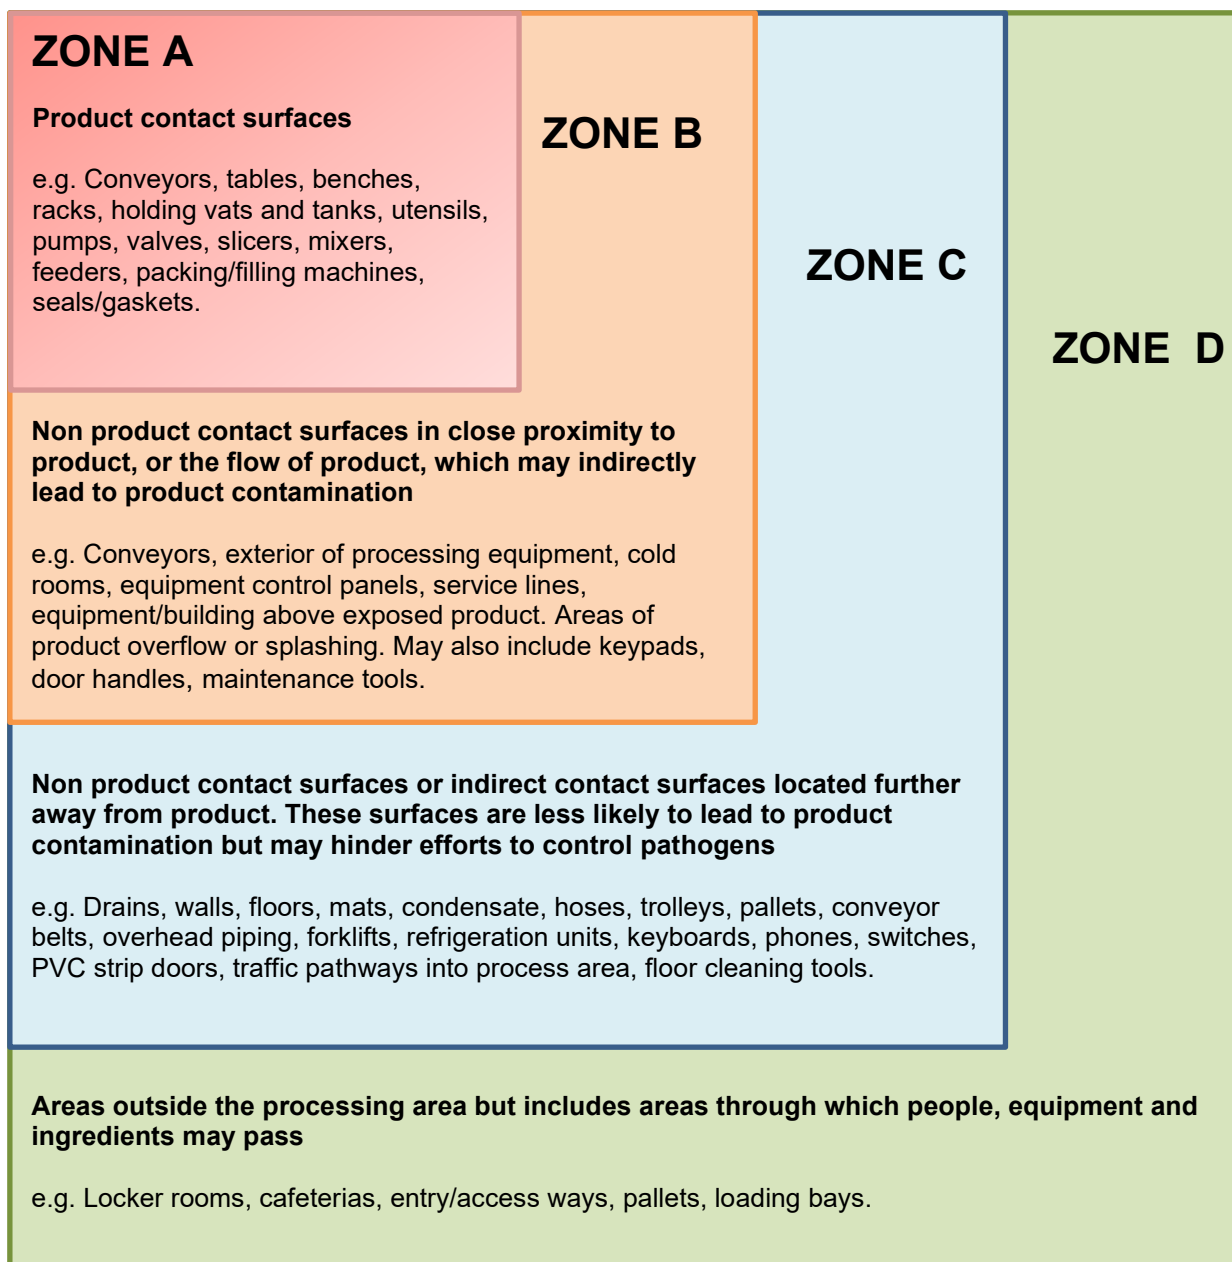 ZONE A
Product contact surfaces
e.g. Conveyors, tables, benches,
racks, holding vats and tanks, utensils,
pumps, valves, slicers, mixers,
feeders, packing/filling machines,
seals/gaskets.
ZONE B
Non product contact surfaces in close proximity to
product, or the flow of product, which may indirectly
lead to product contamination
e.g. Conveyors, exterior of processing equipment, cold
rooms, equipment control panels, service lines,
equipment/building above exposed product. Areas of
product overflow or splashing. May also include keypads,
door handles, maintenance tools.
ZONE C
Non product contact surfaces or indirect contact surfaces located further
away from product. These surfaces are less likely to lead to product
contamination but may hinder efforts to control pathogens
e.g. Drains, walls, floors, mats, condensate, hoses, trolleys, pallets, conveyor
belts, overhead piping, forklifts, refrigeration units, keyboards, phones, switches,
PVC strip doors, traffic pathways into process area, floor cleaning tools.
ZONE D
Areas outside the processing area but includes areas through which people, equipment and
ingredients may pass
e.g. Locker rooms, cafeterias, entry/access ways, pallets, loading bays.